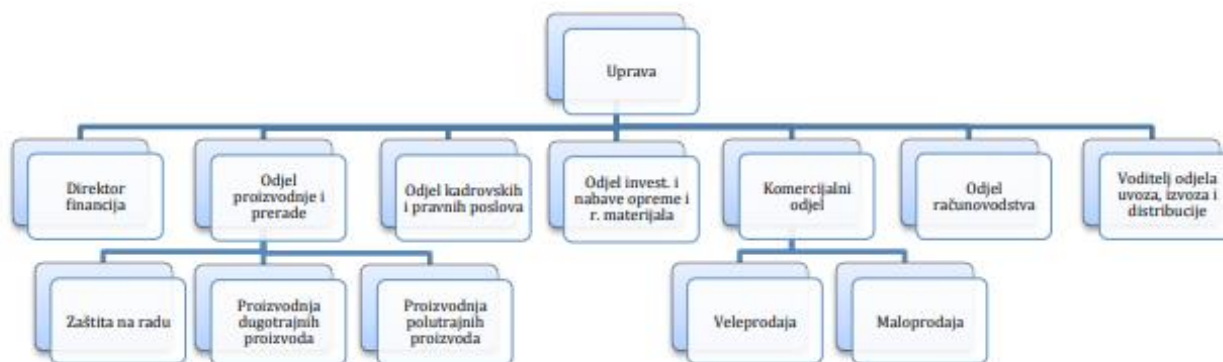 Uprava
Direktor
financija
Odjel
proizvodnje i
prerade
Odjel kadrovskih
i pravnih poslova
Odjel invest. i
nabave opreme i
r. materijala
Komercijalni
odjel
Odjel
računovodstva
Voditelj odjela
uvoza, izvoza i
distribucije
Zaštita na radu
Proizvodnja
dugotrajnih
proizvoda
Proizvodnja
polutrajnih
proizvoda
Veleprodaja
Maloprodaja